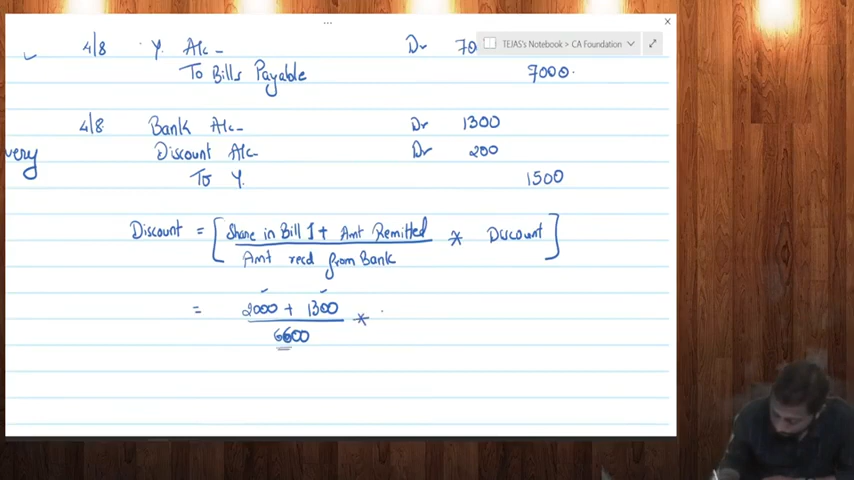 ...
TEJAS's Notebook > CA Foundation
4/8 Y. A/c - Dr 70
To Bills Payable 7000.
4/8 Bank A/c- Dr 1300
very Discount A/c Dr 200
To Y. 1500
Discount = [ Share in Bill I + Amt Remitted * Discount ]
Amt recd from Bank
= 2000 + 1300 *
6600